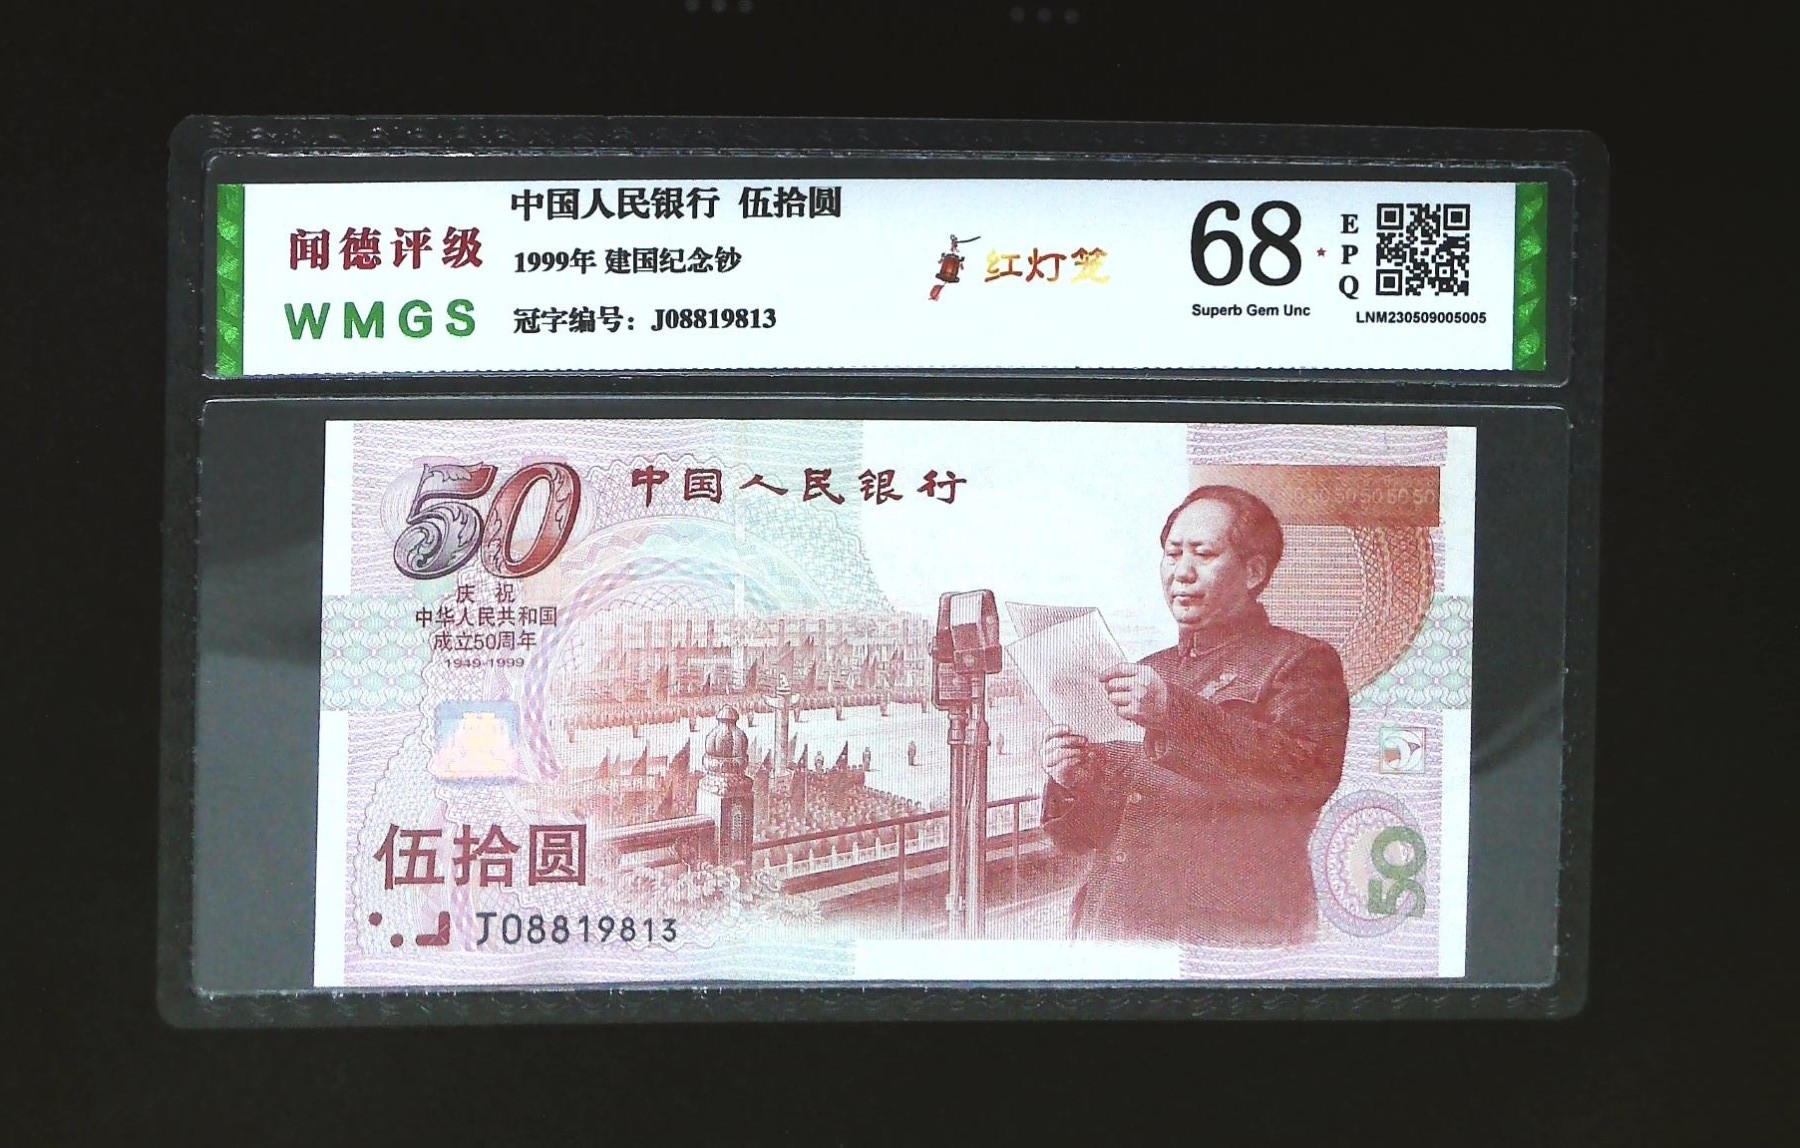 中国人民银行 伍拾圆
闻德评级
1999年 建国纪念钞
WMGS
冠字编号：J08819813
红灯笼
68
EPQ
Superb Gem Unc
LNM230509005005
50
中国人民银行
庆祝
中华人民共和国
成立50周年
1949-1999
伍拾圆
J08819813
50